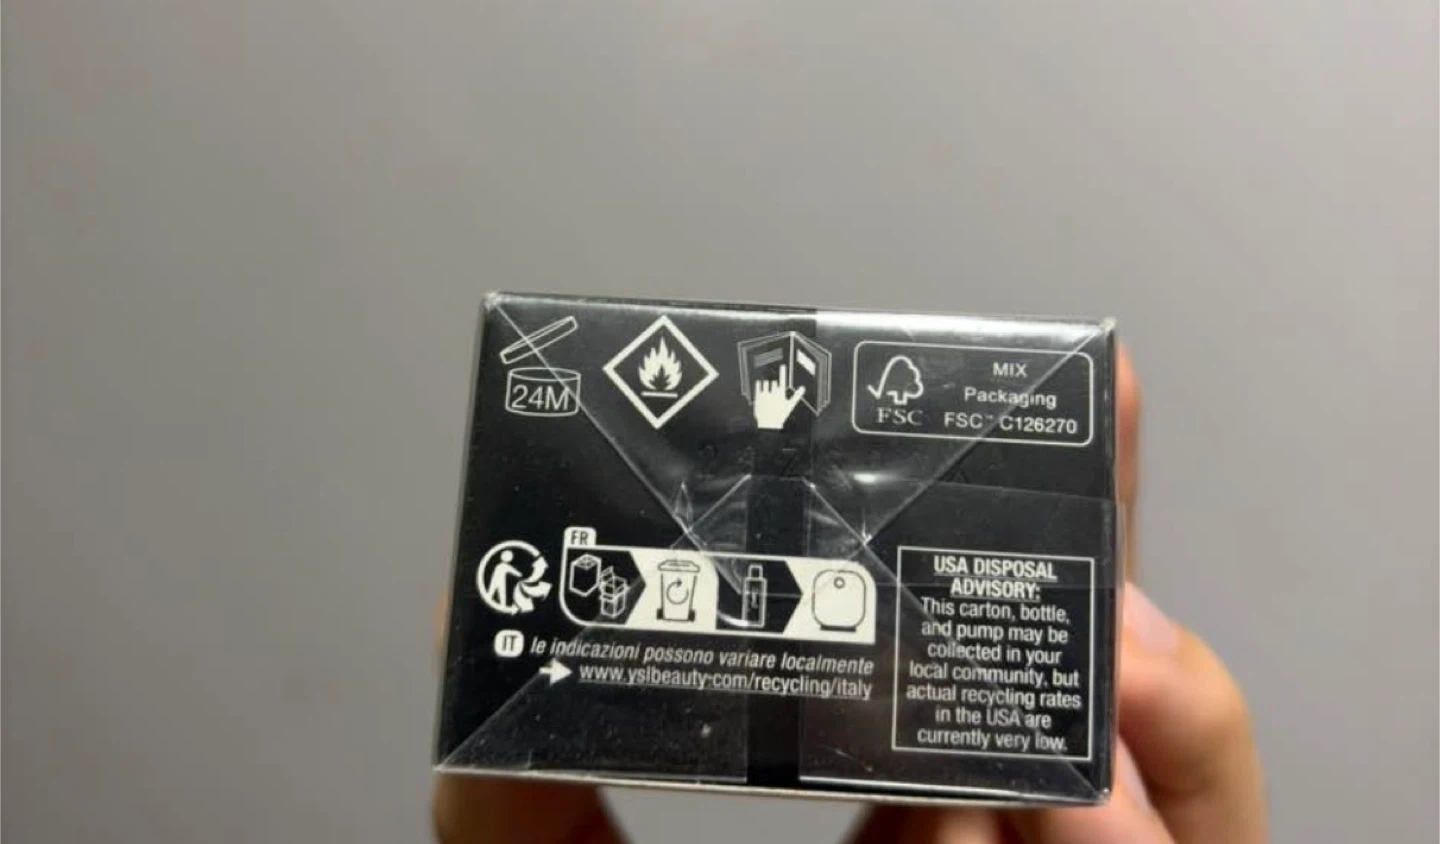 24M
FSC
MIX
Packaging
FSC™ C126270
FR
IT le indicazioni possono variare localmente
www.yslbeauty.com/recycling/italy
USA DISPOSAL
ADVISORY:
This carton, bottle,
and pump may be
collected in your
local community, but
actual recycling rates
in the USA are
currently very low.